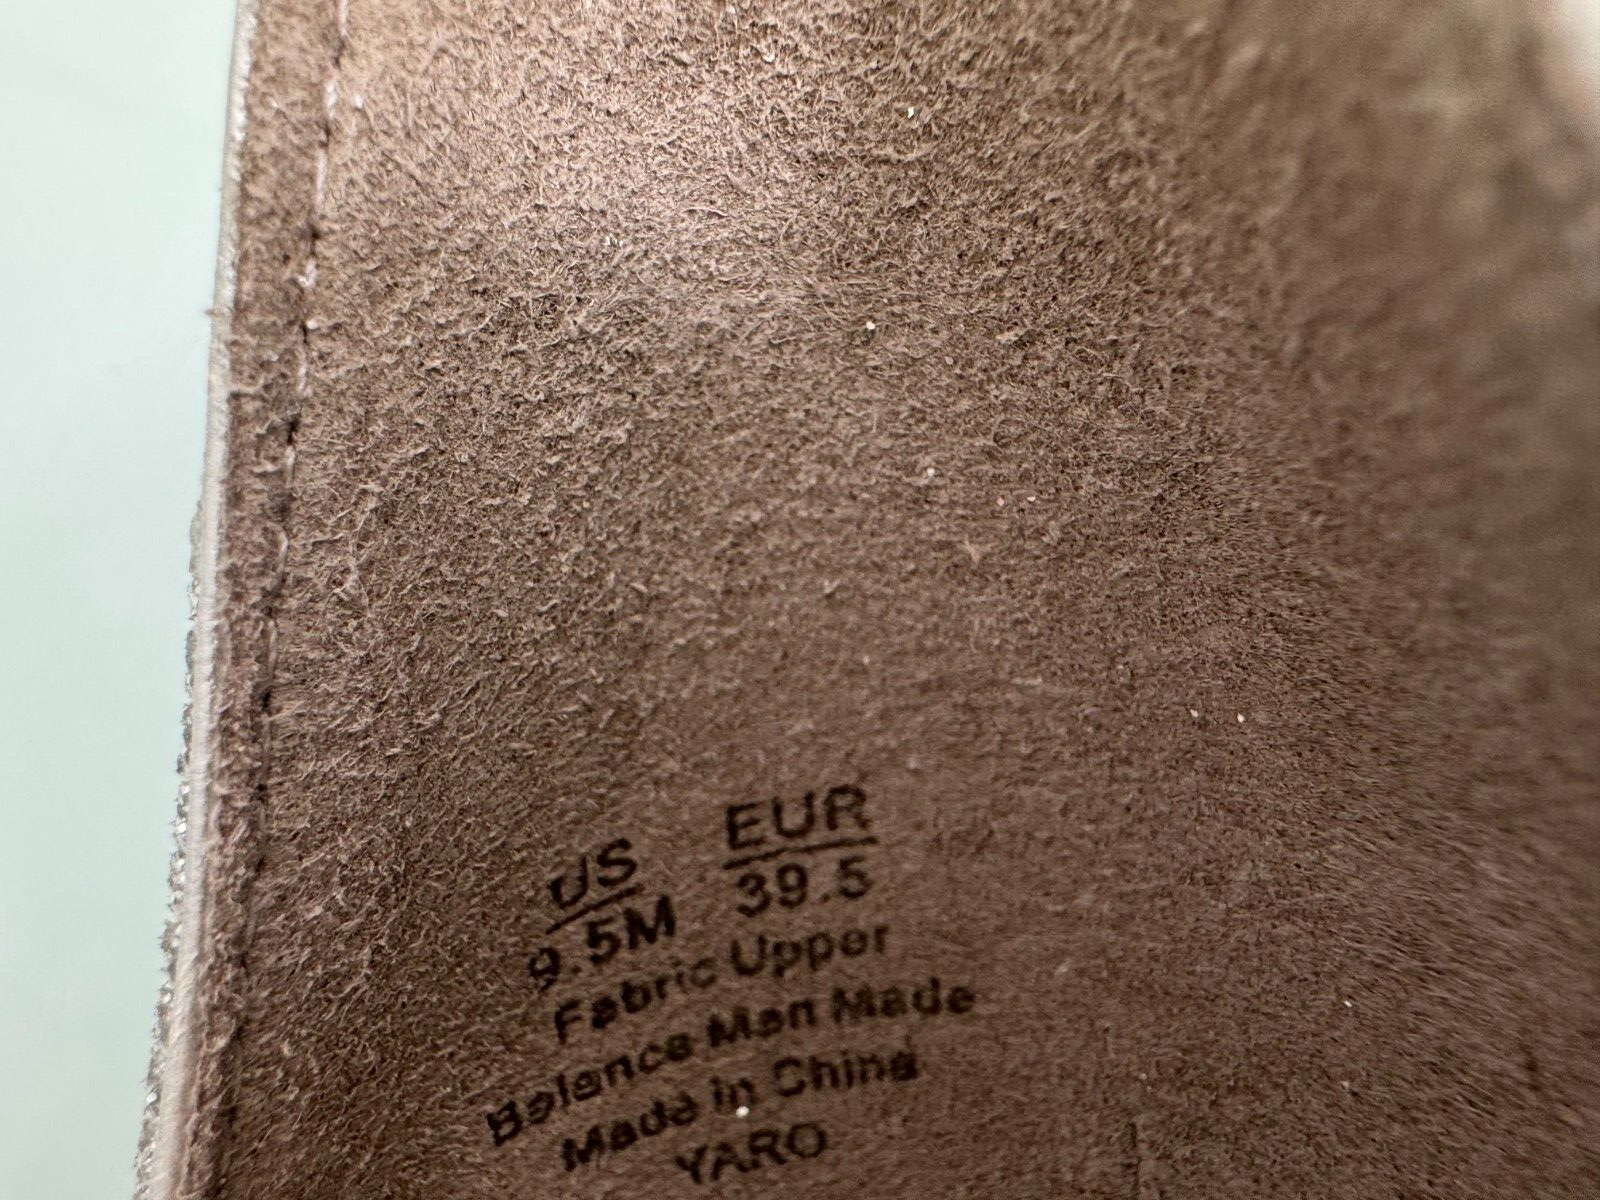 US EUR
9.5M 39.5
Fabric Upper
Balance Man Made
Made in China
YARO